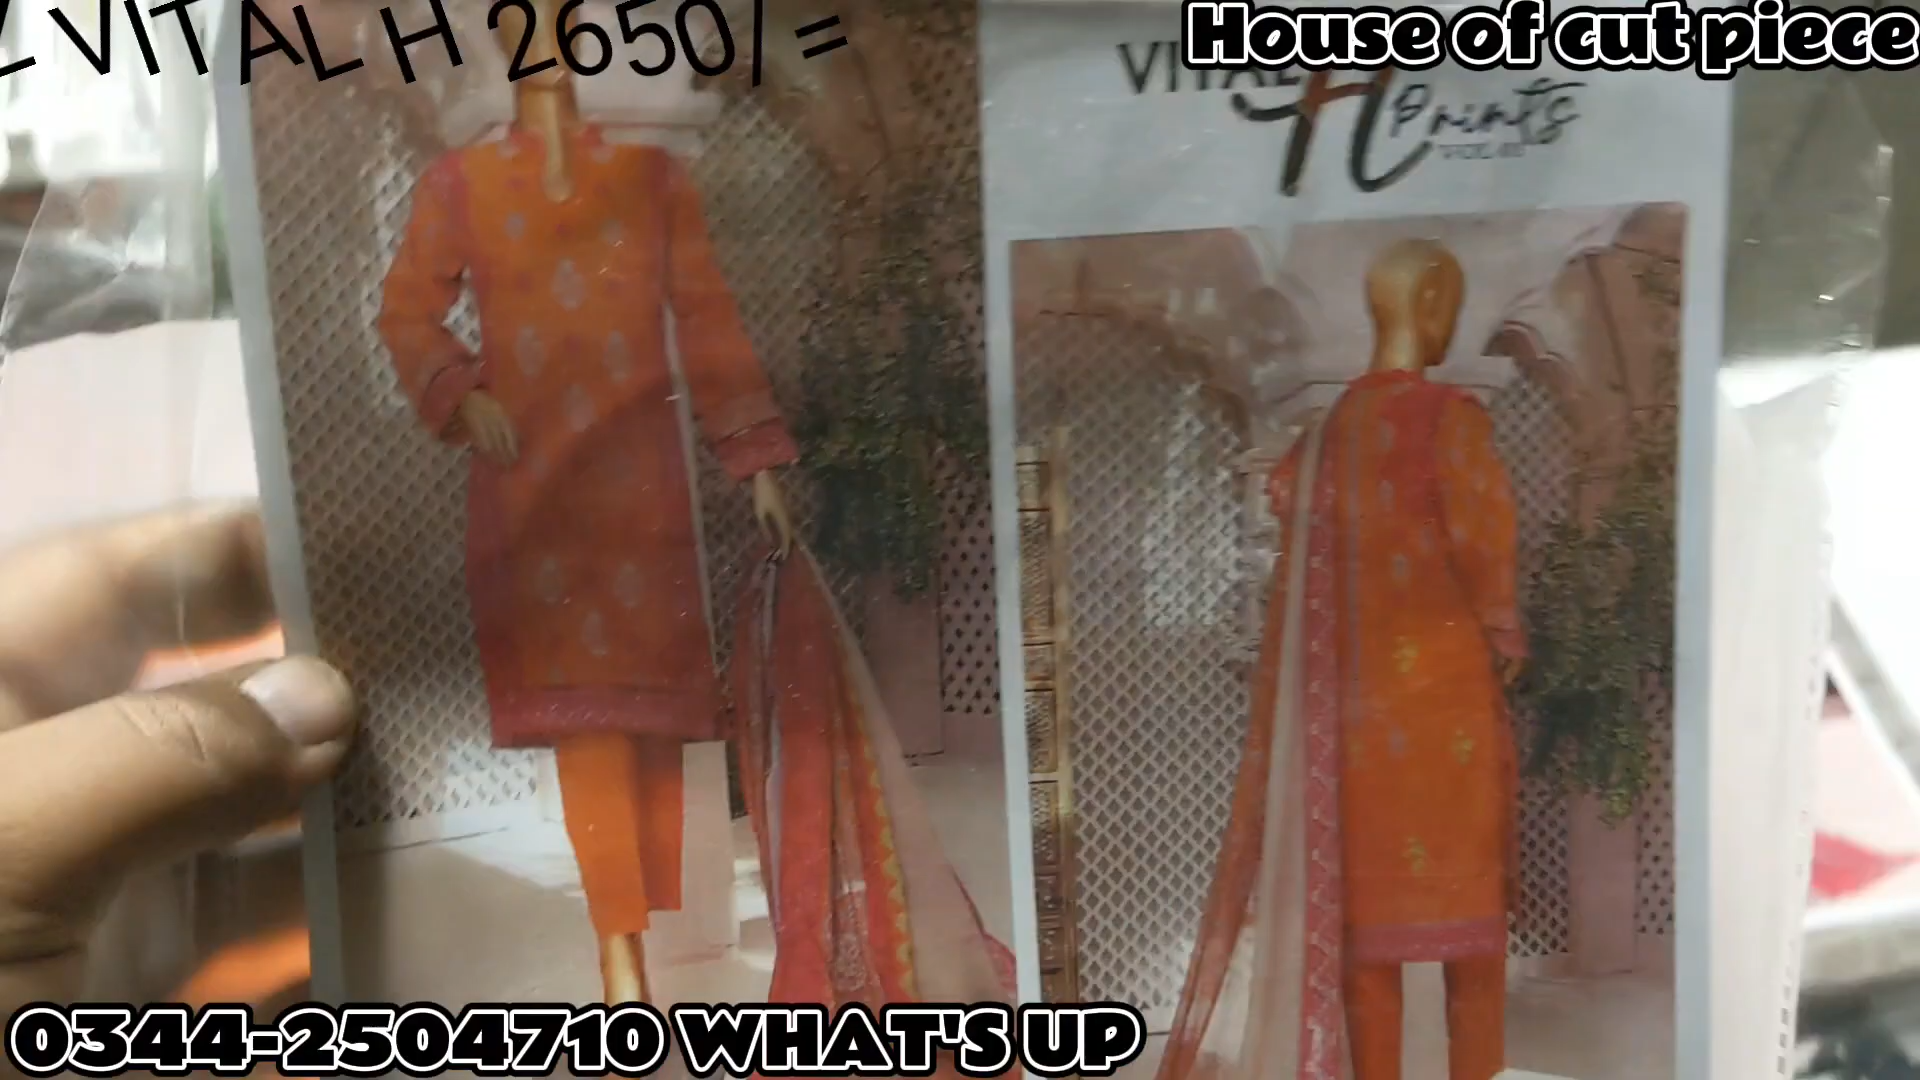 VITAL H 2650/=
House of cut piece
VITAL
H Prints
0344-2504710 WHAT'S UP